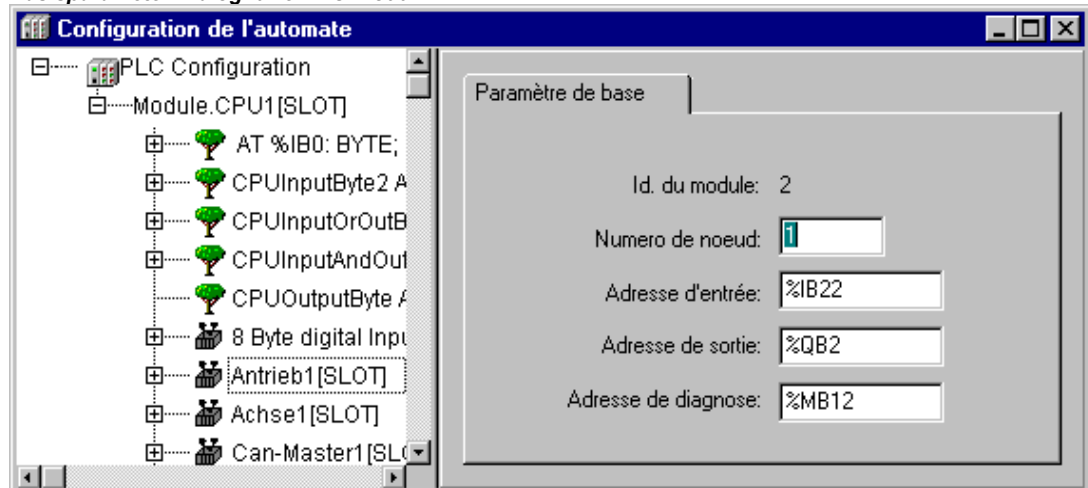 Configuration de l'automate
PLC Configuration
Module.CPU1[SLOT]
AT %IB0: BYTE;
CPUInputByte2 A
CPUInputOrOutB
CPUInputAndOut
CPUOutputByte A
8 Byte digital Inpu
Antrieb1[SLOT]
Achse1[SLOT]
Can-Master1[SLO
Paramètre de base
Id. du module: 2
Numero de noeud: 1
Adresse d'entrée: %IB22
Adresse de sortie: %QB2
Adresse de diagnose: %MB12